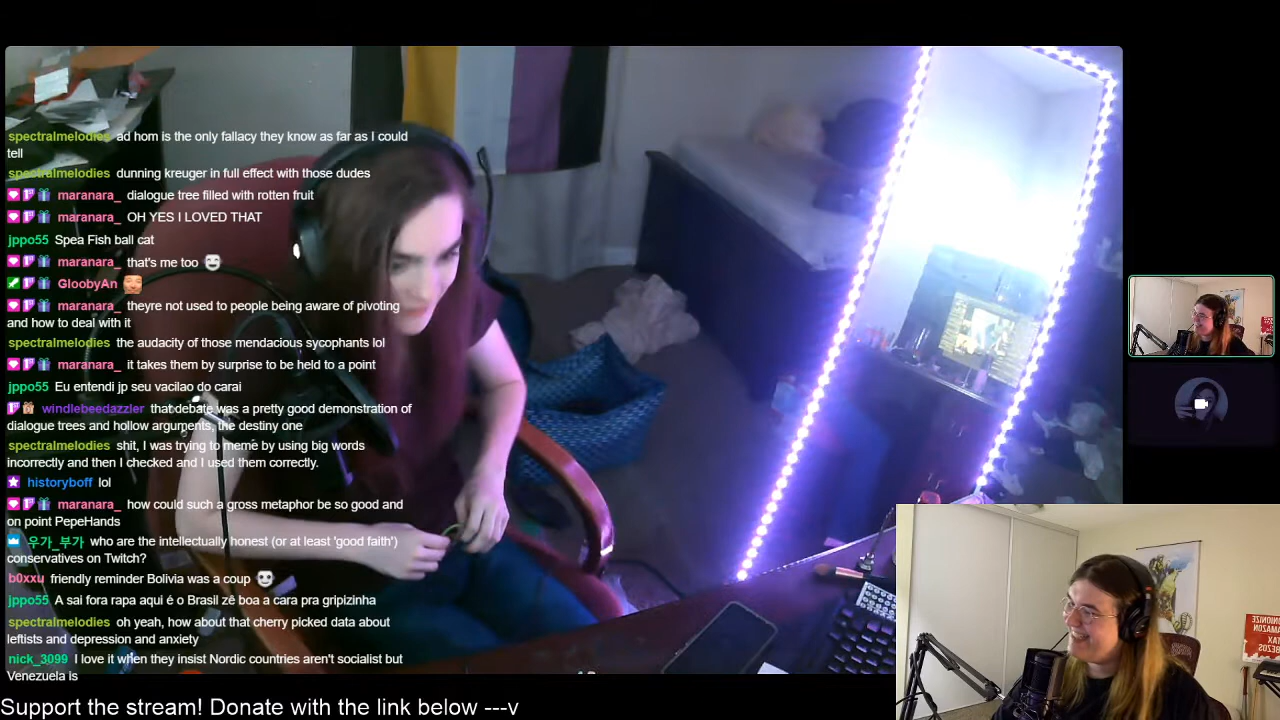 spectralmelodies ad hom is the only fallacy they know as far as I could
tell
spectralmelodies dunning kreuger in full effect with those dudes
maranara_ dialogue tree filled with rotten fruit
maranara_ OH YES I LOVED THAT
jppo55 Spea Fish ball cat
maranara_ that's me too
GloobyAn
maranara_ theyre not used to people being aware of pivoting
and how to deal with it
spectralmelodies the audacity of those mendacious sycophants lol
maranara_ it takes them by surprise to be held to a point
jppo55 Eu entendi jp seu vacilao do carai
windlebeedazzler that debate was a pretty good demonstration of
dialogue trees and hollow arguments, the destiny one
spectralmelodies shit, I was trying to meme by using big words
incorrectly and then I checked and I used them correctly.
historyboff lol
maranara_ how could such a gross metaphor be so good and
on point PepeHands
우가_부가 who are the intellectually honest (or at least 'good faith')
conservatives on Twitch?
b0xxu friendly reminder Bolivia was a coup
jppo55 A sai fora rapa aqui é o Brasil zê boa a cara pra gripizinha
spectralmelodies oh yeah, how about that cherry picked data about
leftists and depression and anxiety
nick_3099 I love it when they insist Nordic countries aren't socialist but
Venezuela is
Support the stream! Donate with the link below ---v
UNIONIZE
AMAZON
TAX
BEZOS